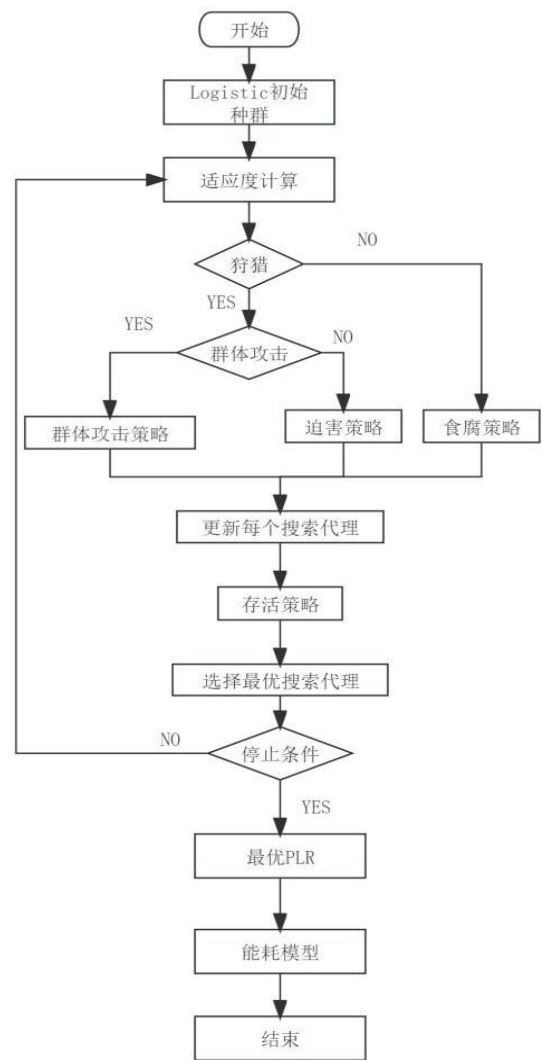 开始
Logistic初始
种群
适应度计算
NO
狩猎
YES
YES
NO
群体攻击
群体攻击策略
迫害策略
食腐策略
更新每个搜索代理
存活策略
选择最优搜索代理
NO
停止条件
YES
最优PLR
能耗模型
结束